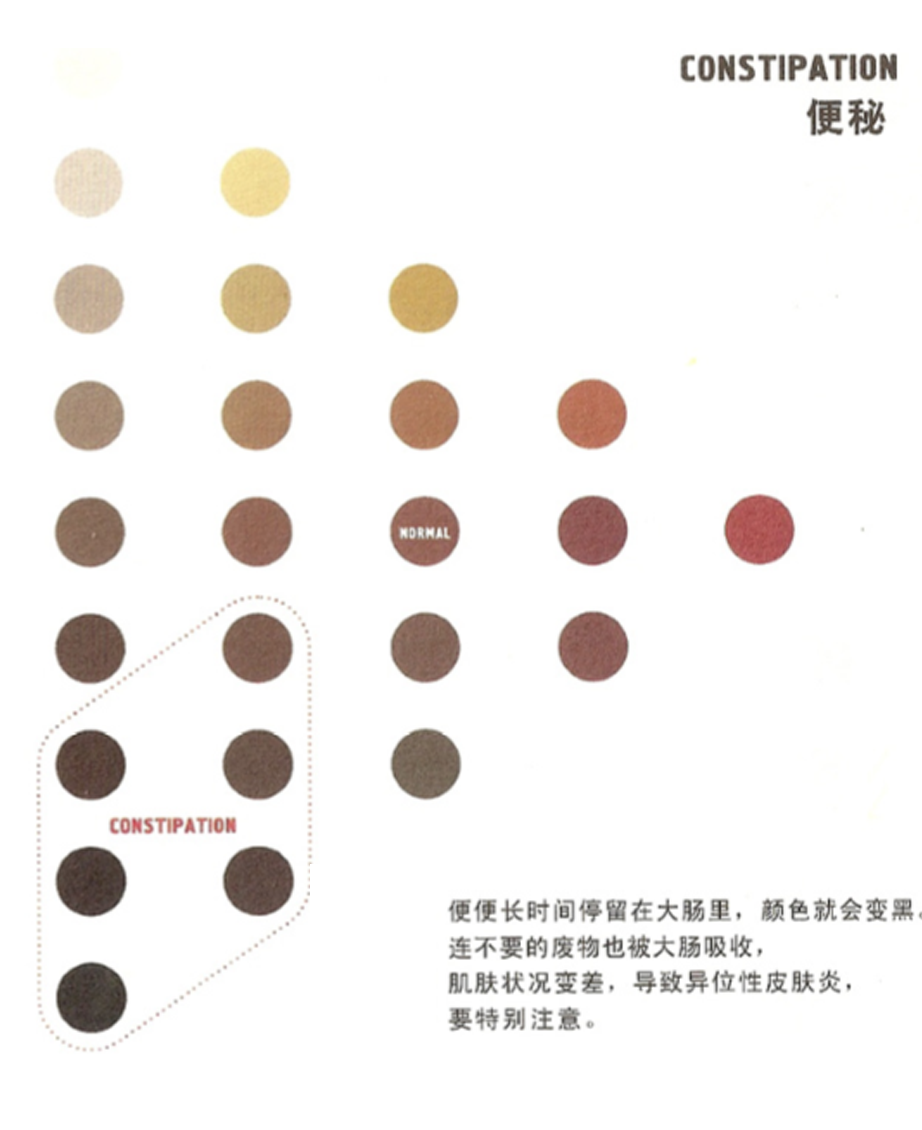 CONSTIPATION
便秘
NORMAL
CONSTIPATION
便便长时间停留在大肠里，颜色就会变黑。
连不要的废物也被大肠吸收，
肌肤状况变差，导致异位性皮肤炎，
要特别注意。